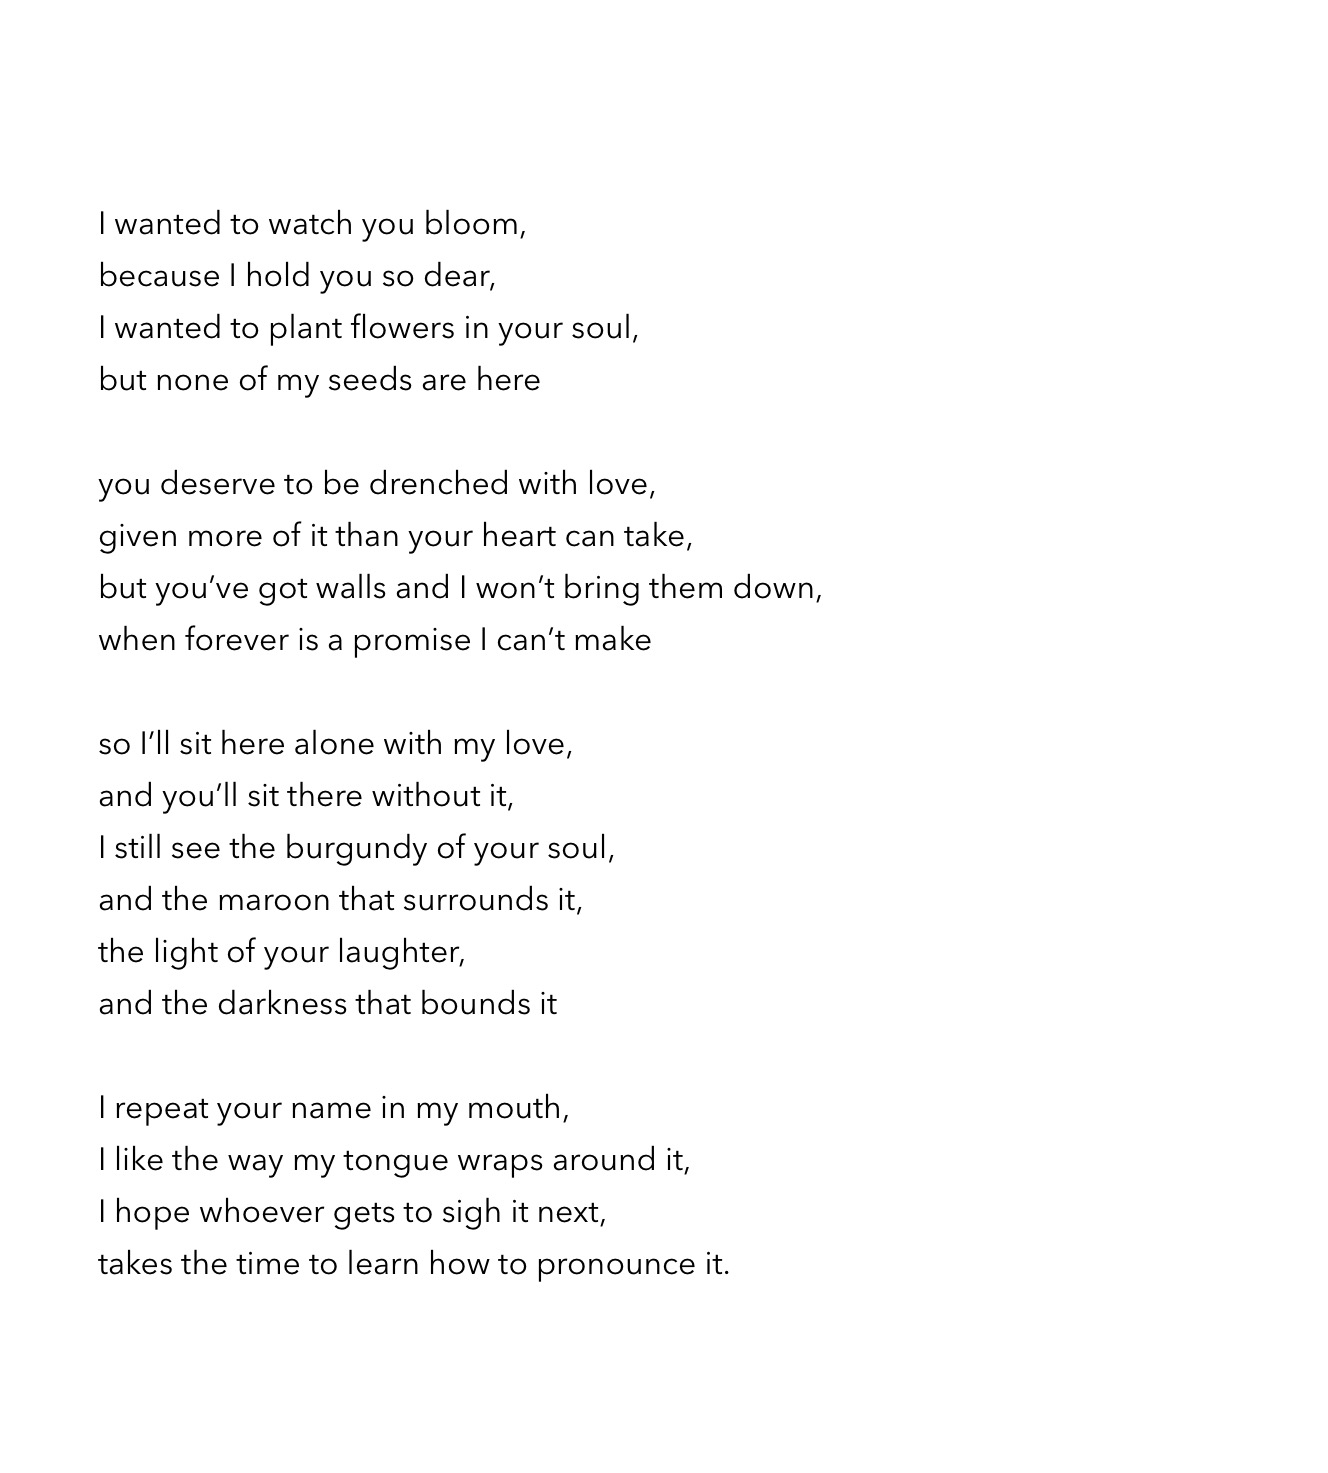 I wanted to watch you bloom,
because I hold you so dear,
I wanted to plant flowers in your soul,
but none of my seeds are here
you deserve to be drenched with love,
given more of it than your heart can take,
but you’ve got walls and I won’t bring them down,
when forever is a promise I can’t make
so I’ll sit here alone with my love,
and you’ll sit there without it,
I still see the burgundy of your soul,
and the maroon that surrounds it,
the light of your laughter,
and the darkness that bounds it
I repeat your name in my mouth,
I like the way my tongue wraps around it,
I hope whoever gets to sigh it next,
takes the time to learn how to pronounce it.